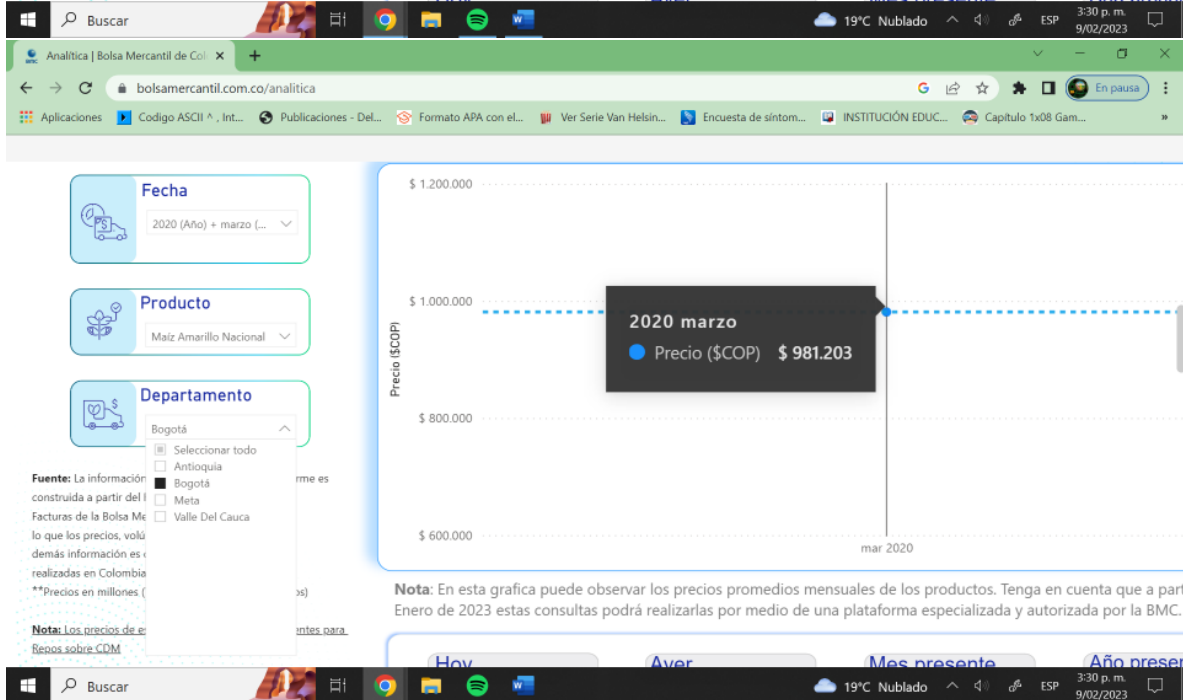 Buscar
19°C Nublado
ESP
3:30 p. m.
9/02/2023
Analítica | Bolsa Mercantil de Col
bolsamercantil.com.co/analitica
En pausa
Aplicaciones
Codigo ASCII ^ , Int...
Publicaciones - Del...
Formato APA con el...
Ver Serie Van Helsin...
Encuesta de síntom...
INSTITUCIÓN EDUC...
Capítulo 1x08 Gam...
»
Fecha
2020 (Año) + marzo (...
Producto
Maíz Amarillo Nacional
Departamento
Bogotá
Seleccionar todo
Antioquia
Bogotá
Meta
Valle Del Cauca
Fuente: La información
rme es
construida a partir del
Facturas de la Bolsa Me
lo que los precios, volú
demás información es
realizadas en Colombia
**Precios en millones (
os)
Nota: Los precios de es
entes para
Repos sobre CDM
Precio ($COP)
$ 1.200.000
$ 1.000.000
$ 800.000
$ 600.000
2020 marzo
Precio ($COP) $ 981.203
mar 2020
Nota: En esta grafica puede observar los precios promedios mensuales de los productos. Tenga en cuenta que a part
Enero de 2023 estas consultas podrá realizarlas por medio de una plataforma especializada y autorizada por la BMC.
Hoy
Ayer
Mes presente
Año preser
Buscar
19°C Nublado
ESP
3:30 p. m.
9/02/2023